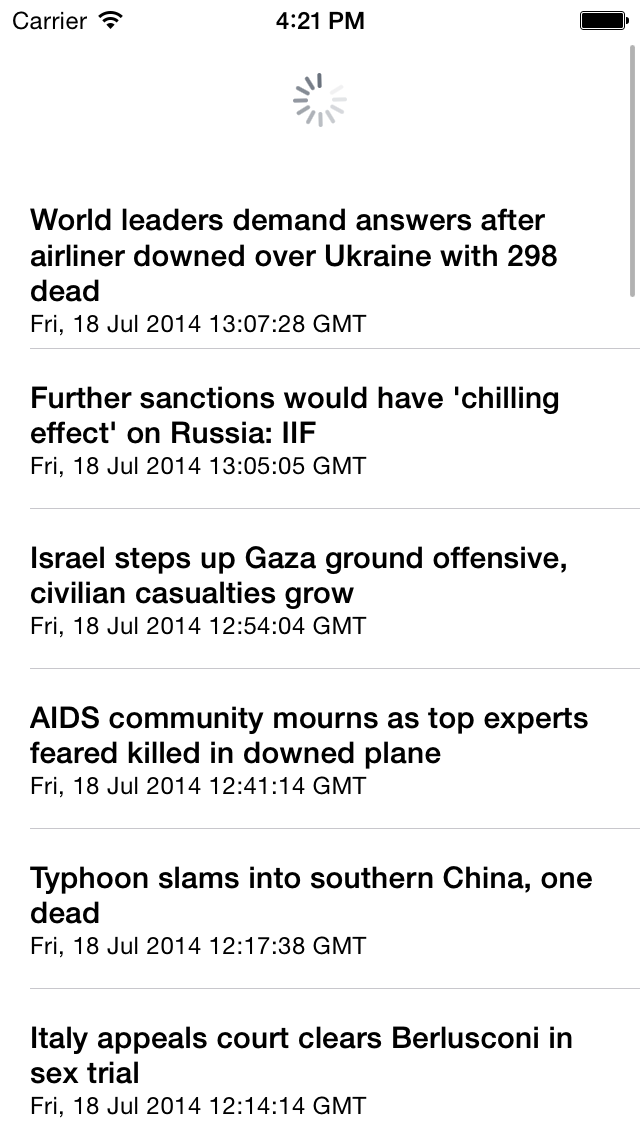 Carrier 4:21 PM
World leaders demand answers after
airliner downed over Ukraine with 298
dead
Fri, 18 Jul 2014 13:07:28 GMT
Further sanctions would have 'chilling
effect' on Russia: IIF
Fri, 18 Jul 2014 13:05:05 GMT
Israel steps up Gaza ground offensive,
civilian casualties grow
Fri, 18 Jul 2014 12:54:04 GMT
AIDS community mourns as top experts
feared killed in downed plane
Fri, 18 Jul 2014 12:41:14 GMT
Typhoon slams into southern China, one
dead
Fri, 18 Jul 2014 12:17:38 GMT
Italy appeals court clears Berlusconi in
sex trial
Fri, 18 Jul 2014 12:14:14 GMT